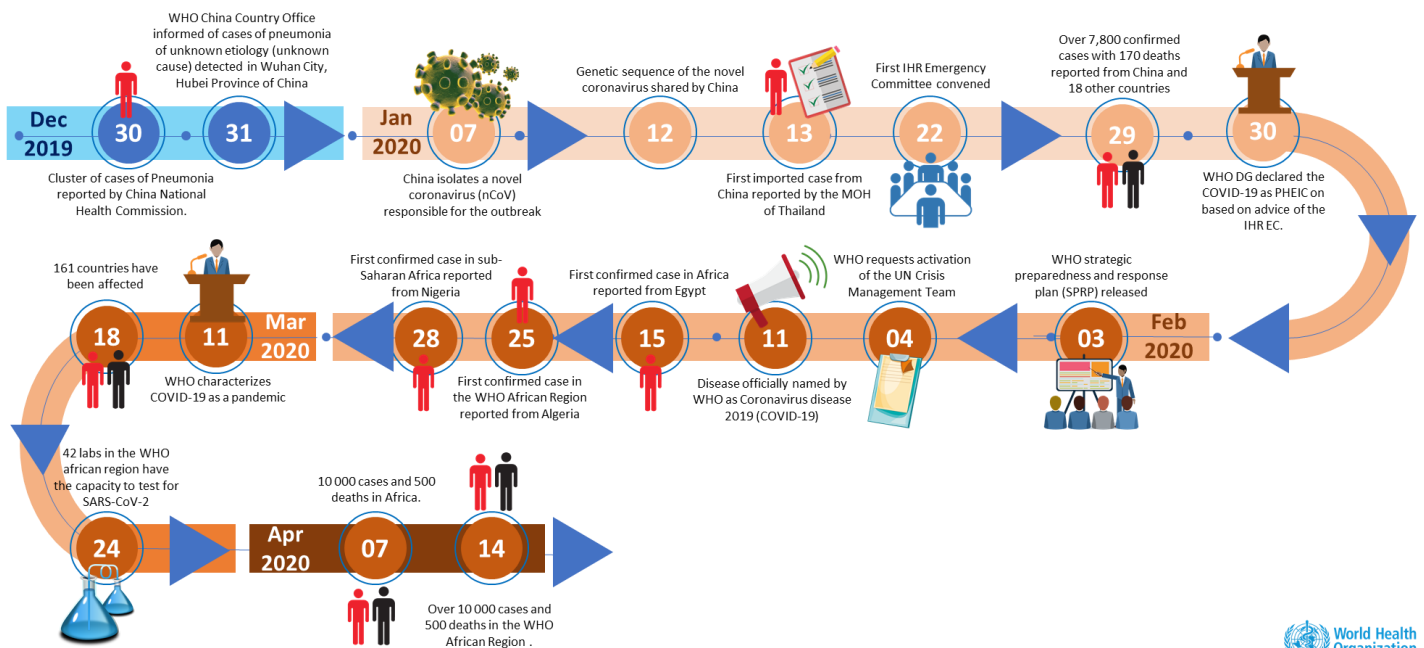 Dec
2019
30
Cluster of cases of Pneumonia
reported by China National
Health Commission.
31
WHO China Country Office
informed of cases of pneumonia
of unknown etiology (unknown
cause) detected in Wuhan City,
Hubei Province of China
Jan
2020
07
China isolates a novel
coronavirus (nCoV)
responsible for the outbreak
12
Genetic sequence of the novel
coronavirus shared by China
13
First imported case from
China reported by the MOH
of Thailand
22
First IHR Emergency
Committee convened
29
Over 7,800 confirmed
cases with 170 deaths
reported from China and
18 other countries
30
WHO DG declared the
COVID-19 as PHEIC on
based on advice of the
IHR EC.
Feb
2020
03
WHO strategic
preparedness and response
plan (SPRP) released
04
WHO requests activation
of the UN Crisis
Management Team
11
Disease officially named by
WHO as Coronavirus disease
2019 (COVID-19)
15
First confirmed case in Africa
reported from Egypt
25
First confirmed case in
the WHO African Region
reported from Algeria
28
First confirmed case in sub-
Saharan Africa reported
from Nigeria
Mar
2020
11
WHO characterizes
COVID-19 as a pandemic
18
161 countries have
been affected
24
42 labs in the WHO
african region have
the capacity to test for
SARS-CoV-2
Apr
2020
07
10 000 cases and 500
deaths in Africa.
14
Over 10 000 cases and
500 deaths in the WHO
African Region .
World Health
Organization